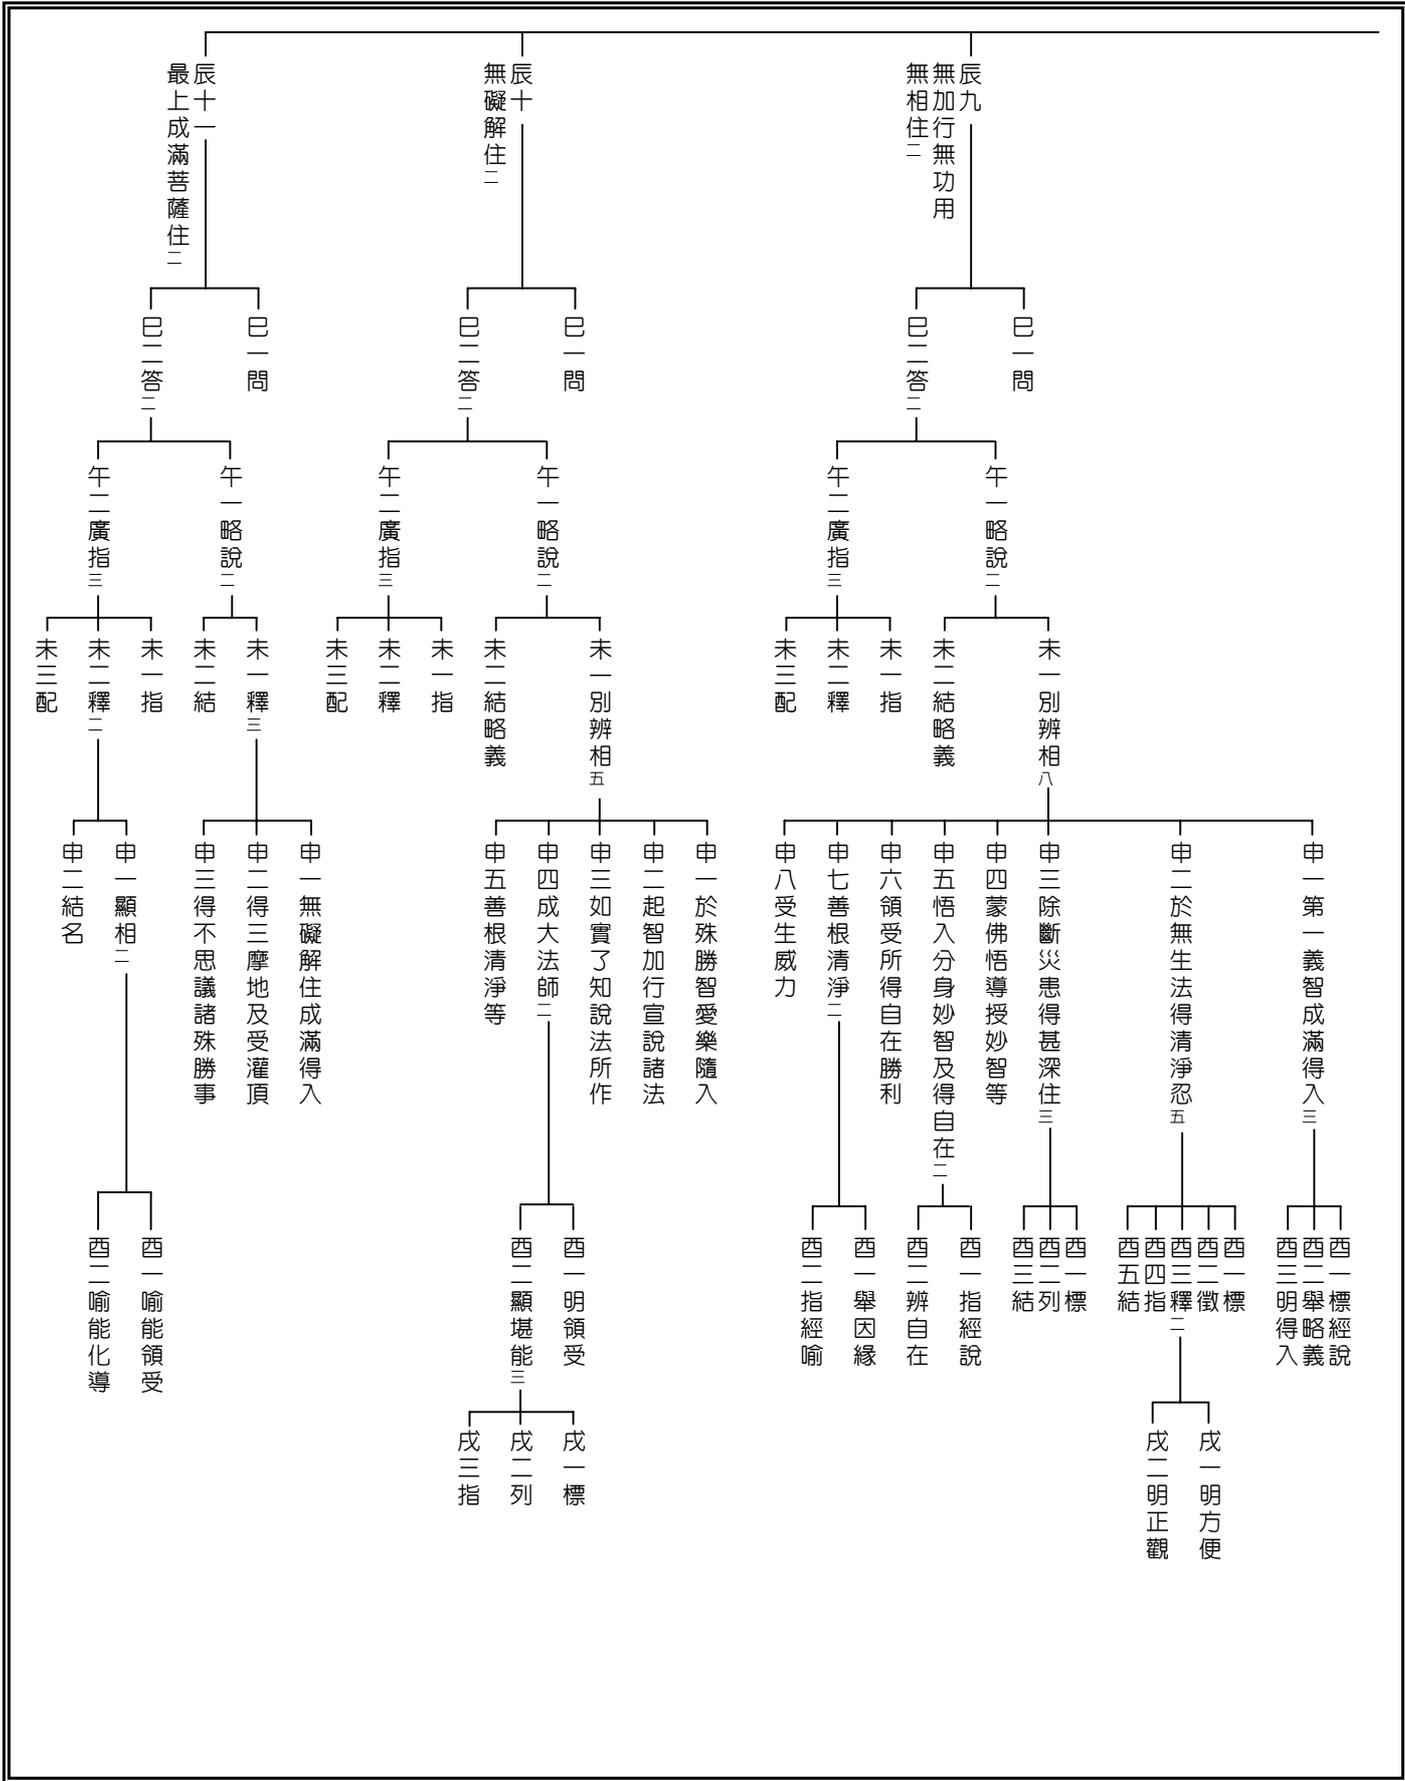 辰九
無加行無功用
無相住二
巳一問
巳二答二
午一略說二
未一別辨相八
申一第一義智成滿得入三
酉一標經說
酉二舉略義
酉三明得入
申二於無生法得清淨忍五
酉一標
酉二徵
酉三釋二
戌一明方便
戌二明正觀
酉四指
酉五結
申三除斷災患得甚深住三
酉一標
酉二列
酉三結
申四蒙佛悟導授妙智等
申五悟入分身妙智及得自在二
酉一指經說
酉二辨自在
申六領受所得自在勝利
申七善根清淨二
酉一舉因緣
酉二指經喻
申八受生威力
未二結略義
午二廣指三
未一指
未二釋
未三配
辰十
無礙解住二
巳一問
巳二答二
午一略說二
未一別辨相五
申一於殊勝智愛樂隨入
申二起智加行宣說諸法
申三如實了知說法所作
申四成大法師二
酉一明領受
酉二顯堪能三
戌一標
戌二列
戌三指
申五善根清淨等
未二結略義
午二廣指三
未一指
未二釋
未三配
辰十一
最上成滿菩薩住二
巳一問
巳二答二
午一略說二
未一釋三
申一無礙解住成滿得入
申二得三摩地及受灌頂
申三得不思議諸殊勝事
未二結
午二廣指三
未一指
未二釋二
申一顯相二
酉一喻能領受
酉二喻能化導
申二結名
未三配